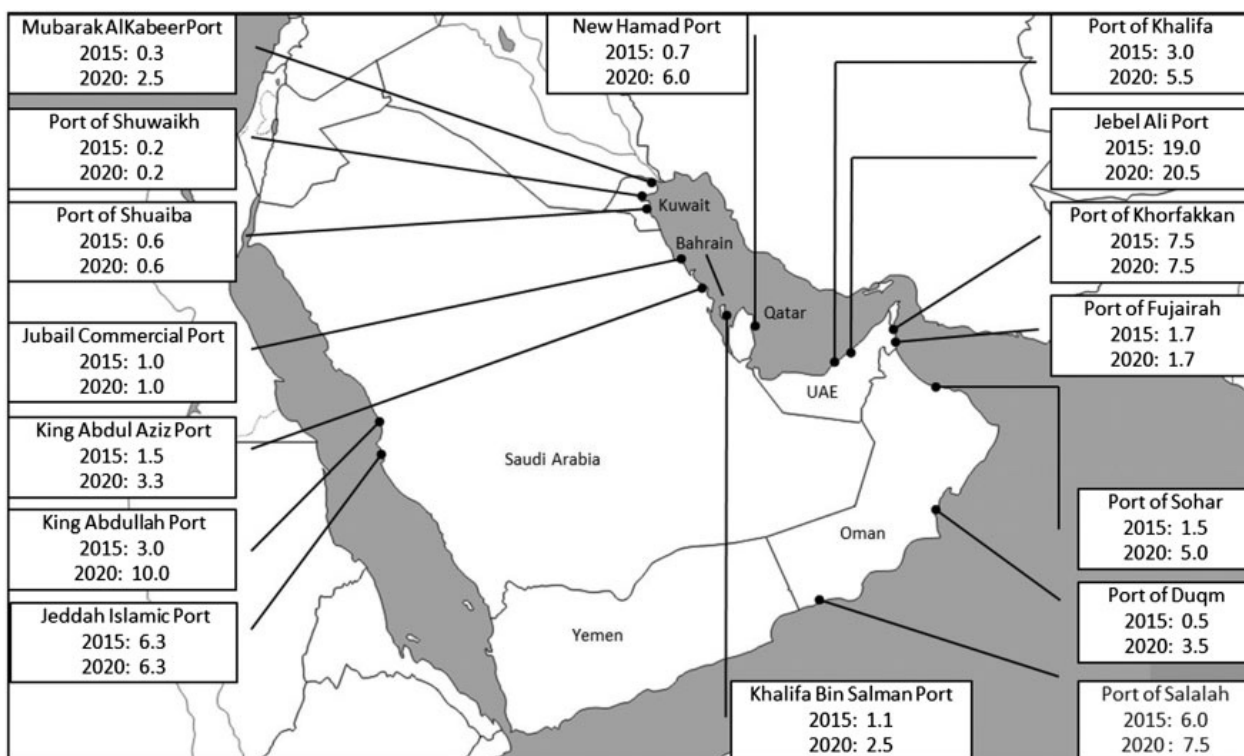 Mubarak AlKabeer Port
2015: 0.3
2020: 2.5
Port of Shuwaikh
2015: 0.2
2020: 0.2
Port of Shuaiba
2015: 0.6
2020: 0.6
Jubail Commercial Port
2015: 1.0
2020: 1.0
King Abdul Aziz Port
2015: 1.5
2020: 3.3
King Abdullah Port
2015: 3.0
2020: 10.0
Jeddah Islamic Port
2015: 6.3
2020: 6.3
New Hamad Port
2015: 0.7
2020: 6.0
Kuwait
Bahrain
Qatar
UAE
Saudi Arabia
Oman
Yemen
Khalifa Bin Salman Port
2015: 1.1
2020: 2.5
Port of Khalifa
2015: 3.0
2020: 5.5
Jebel Ali Port
2015: 19.0
2020: 20.5
Port of Khorfakkan
2015: 7.5
2020: 7.5
Port of Fujairah
2015: 1.7
2020: 1.7
Port of Sohar
2015: 1.5
2020: 5.0
Port of Duqm
2015: 0.5
2020: 3.5
Port of Salalah
2015: 6.0
2020: 7.5